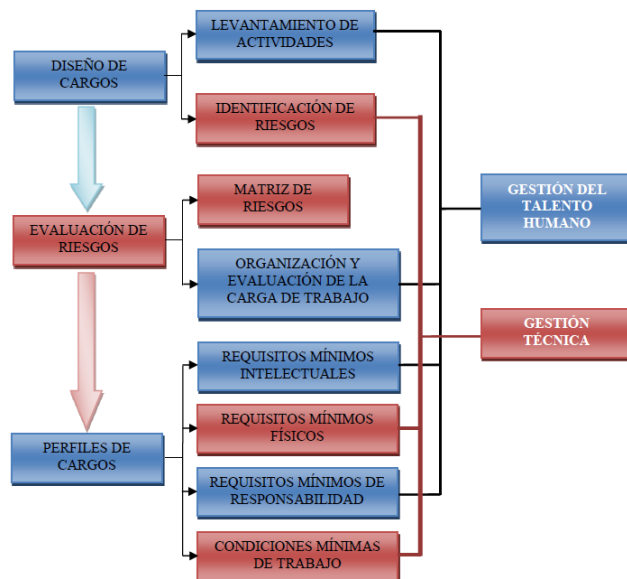 LEVANTAMIENTO DE
ACTIVIDADES
DISEÑO DE
CARGOS
IDENTIFICACIÓN DE
RIESGOS
MATRIZ DE
RIESGOS
GESTIÓN DEL
TALENTO
HUMANO
EVALUACIÓN DE
RIESGOS
ORGANIZACIÓN Y
EVALUACIÓN DE LA
CARGA DE TRABAJO
GESTIÓN
TÉCNICA
REQUISITOS MÍNIMOS
INTELECTUALES
REQUISITOS MÍNIMOS
FÍSICOS
PERFILES DE
CARGOS
REQUISITOS MÍNIMOS DE
RESPONSABILIDAD
CONDICIONES MÍNIMAS
DE TRABAJO